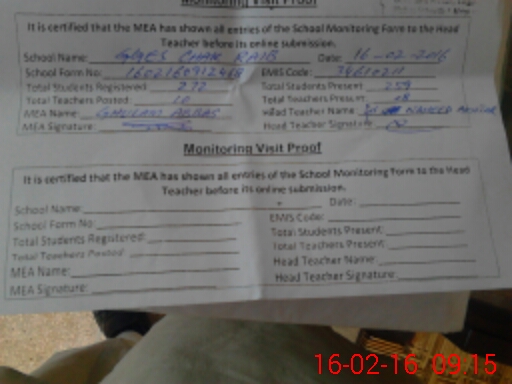 Monitoring Visit Proof
It is certified that the MEA has shown all entries of the School Monitoring Form to the Head
Teacher before its online submission.
School Name: GGES CHAK Date: 16-02-2016
School Form No: EMIS Code:
Total Students Registered: 272 Total Students Present: 259
Total Teachers Posted: 10 Total Teachers Present: 08
MEA Name: GHULAM ABBAS Head Teacher Name
MEA Signature: Head Teacher Signature
Monitoring Visit Proof
It is certified that the MEA has shown all entries of the School Monitoring Form to the Head
Teacher before its online submission.
School Name: Date:
School Form No: EMIS Code:
Total Students Registered: Total Students Present:
Total Teachers Posted: Total Teachers Present:
MEA Name: Head Teacher Name:
MEA Signature: Head Teacher Signature:
16-02-16 09:15